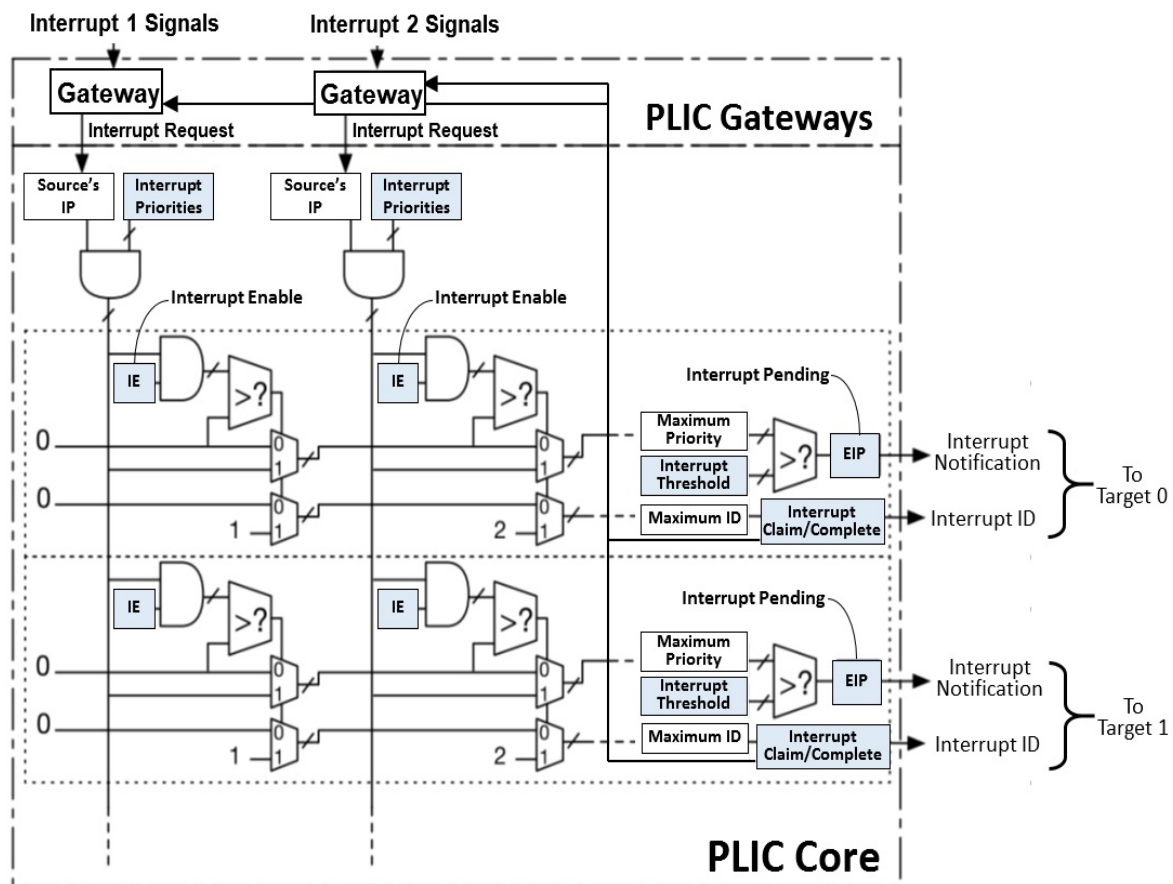 Interrupt 1 Signals
Interrupt 2 Signals
Gateway
Gateway
Interrupt Request
Interrupt Request
PLIC Gateways
Source's
IP
Interrupt
Priorities
Source's
IP
Interrupt
Priorities
Interrupt Enable
Interrupt Enable
IE
>?
IE
>?
Interrupt Pending
0
0
1
0
1
Maximum
Priority
Interrupt
Threshold
>?
EIP
Interrupt
Notification
0
0
1
1
2
0
1
Maximum ID
Interrupt
Claim/Complete
Interrupt ID
To
Target 0
IE
>?
IE
>?
Interrupt Pending
0
0
1
0
1
Maximum
Priority
Interrupt
Threshold
>?
EIP
Interrupt
Notification
0
0
1
1
2
0
1
Maximum ID
Interrupt
Claim/Complete
Interrupt ID
To
Target 1
PLIC Core